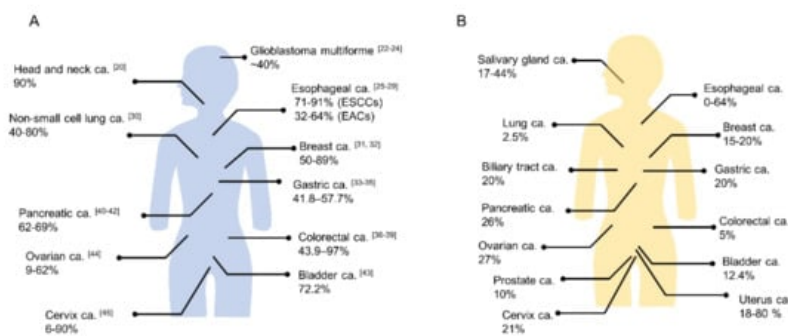 A
Glioblastoma multiforme [22-24]
~40%
Head and neck ca. [20]
90%
Esophageal ca. [25-29]
71-91% (ESCCs)
32-64% (EACs)
Non-small cell lung ca. [30]
40-80%
Breast ca. [31, 32]
50-89%
Gastric ca. [33-35]
41.8–57.7%
Pancreatic ca. [40-42]
62-69%
Colorectal ca. [36-39]
43.9–97%
Ovarian ca. [44]
9-62%
Bladder ca. [43]
72.2%
Cervix ca.
6-90%
B
Salivary gland ca.
17-44%
Esophageal ca.
0-64%
Lung ca.
2.5%
Breast ca.
15-20%
Biliary tract ca.
20%
Gastric ca.
20%
Pancreatic ca.
26%
Colorectal ca.
5%
Ovarian ca.
27%
Bladder ca.
12.4%
Prostate ca.
10%
Uterus ca
18-80 %
Cervix ca.
21%